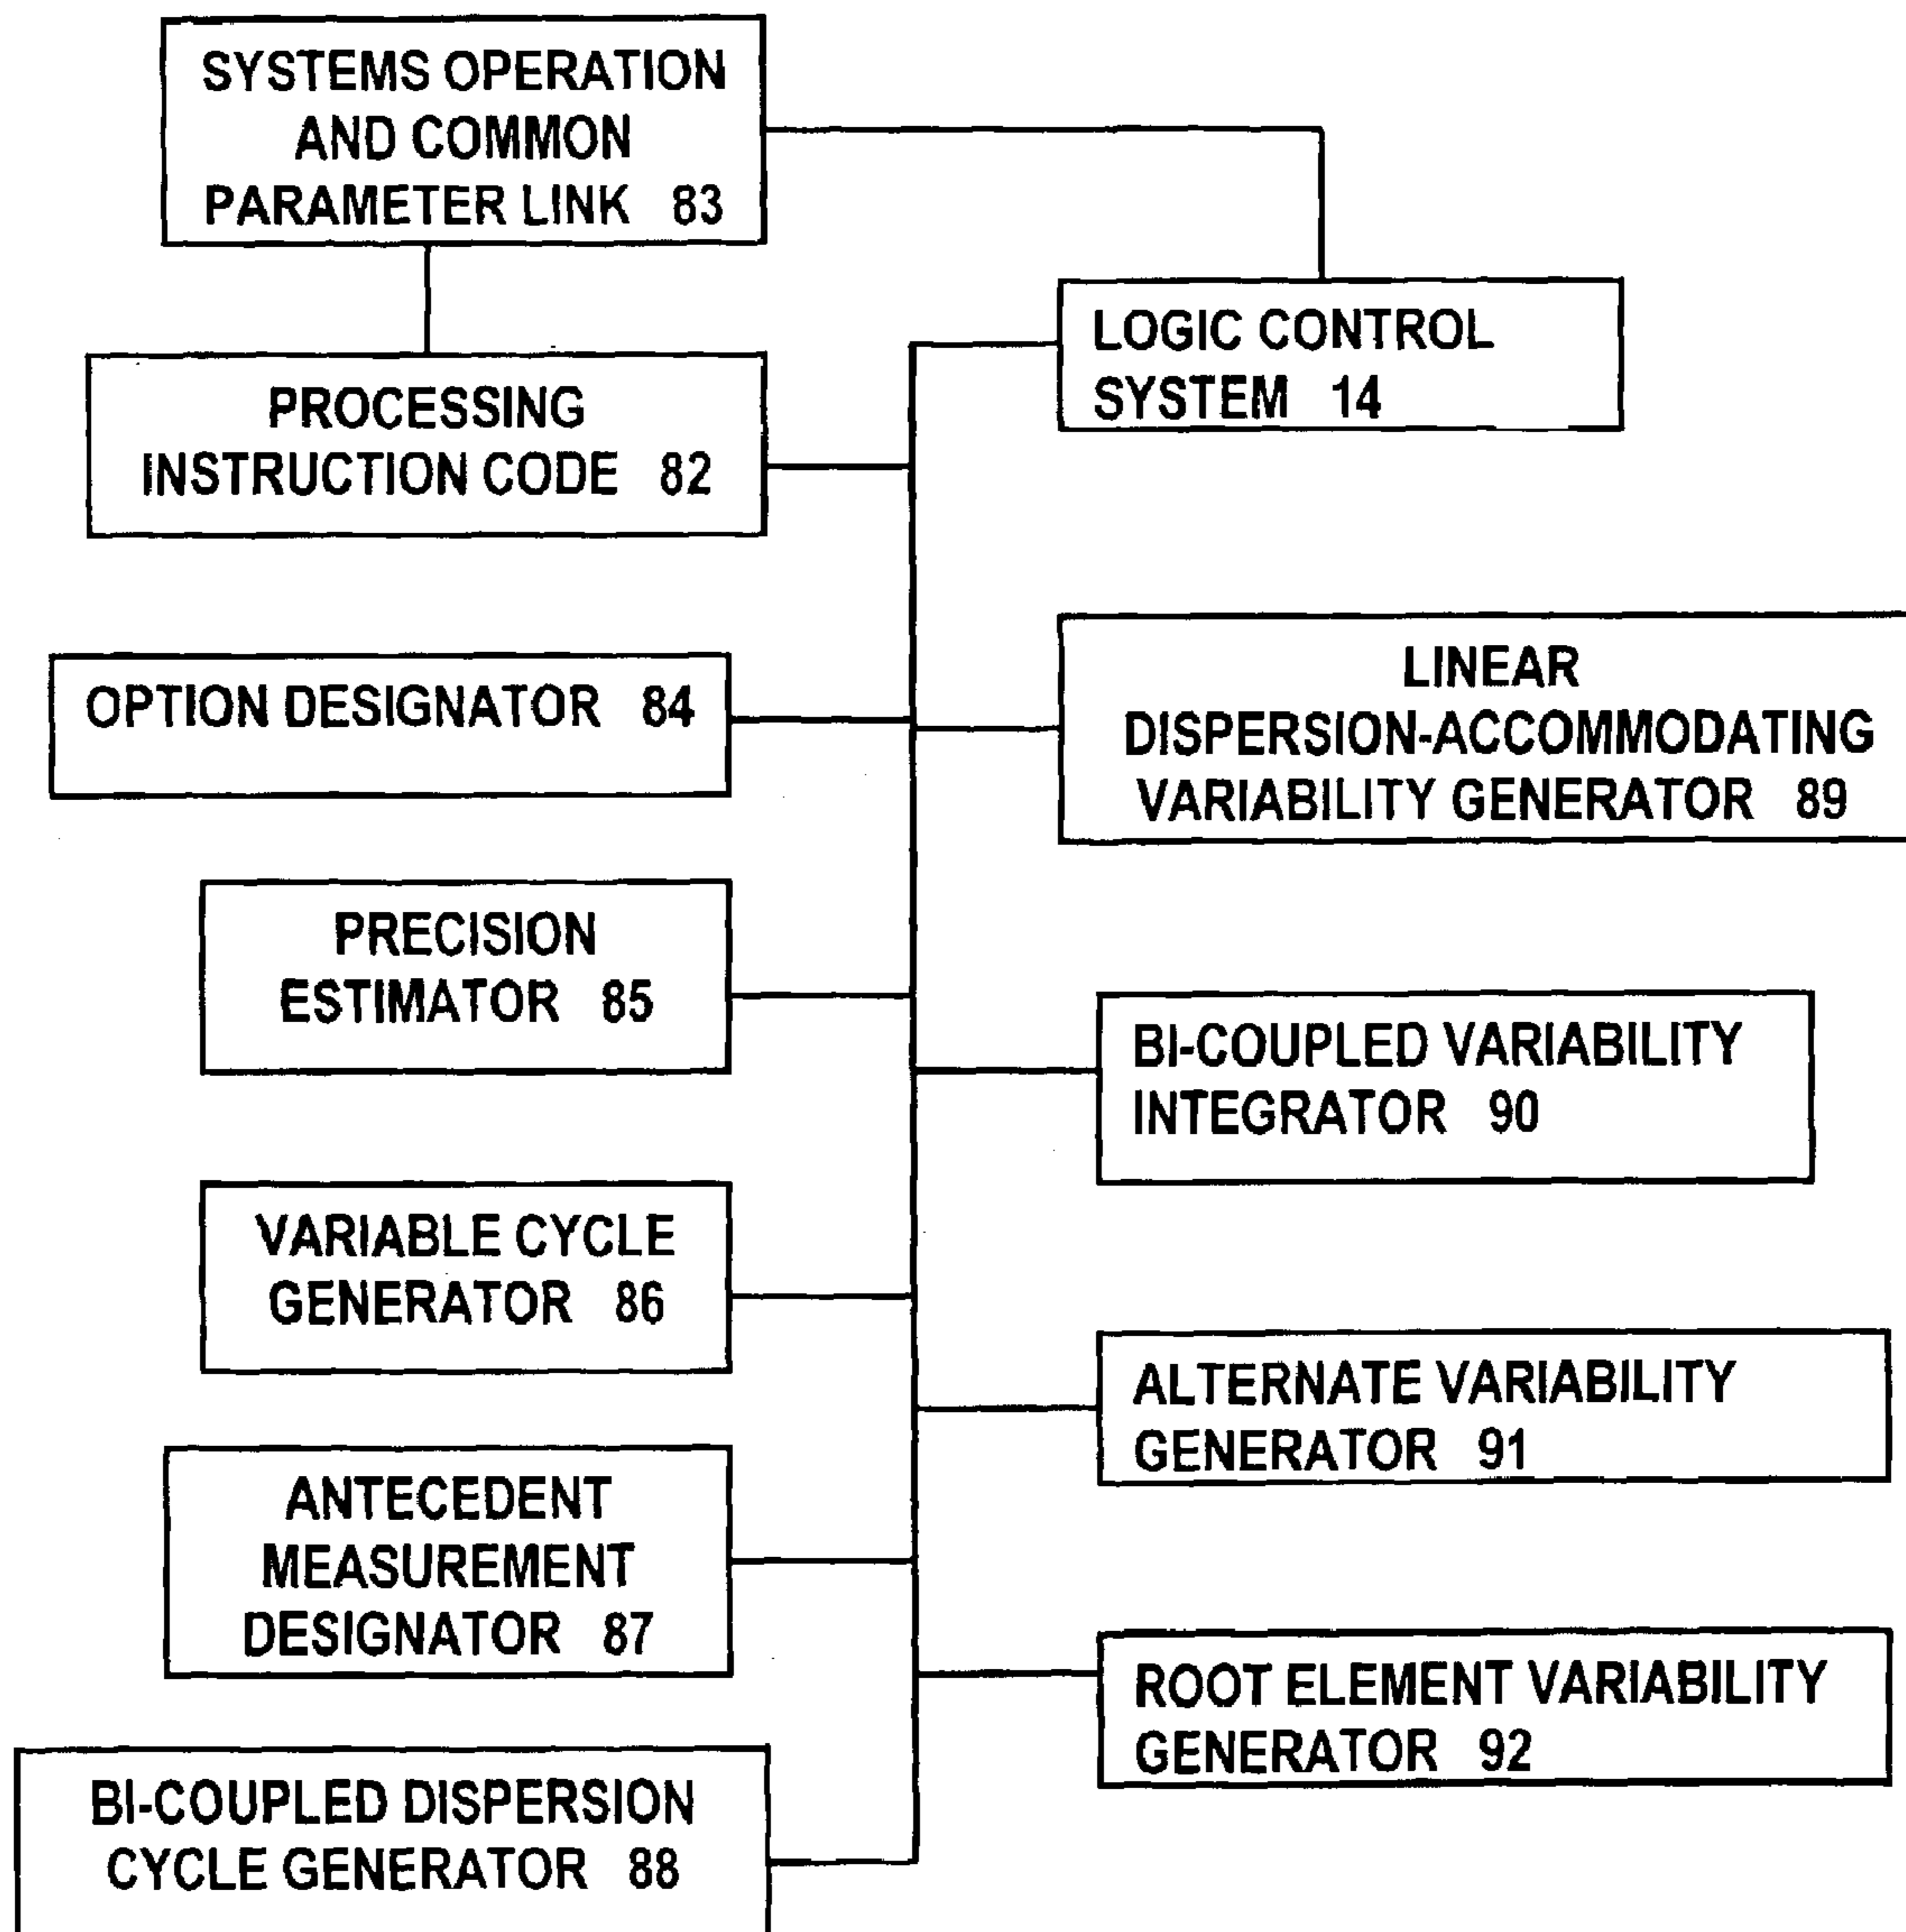 SYSTEMS OPERATION
AND COMMON
PARAMETER LINK 83
LOGIC CONTROL
SYSTEM 14
PROCESSING
INSTRUCTION CODE 82
OPTION DESIGNATOR 84
LINEAR
DISPERSION-ACCOMMODATING
VARIABILITY GENERATOR 89
PRECISION
ESTIMATOR 85
BI-COUPLED VARIABILITY
INTEGRATOR 90
VARIABLE CYCLE
GENERATOR 86
ALTERNATE VARIABILITY
GENERATOR 91
ANTECEDENT
MEASUREMENT
DESIGNATOR 87
ROOT ELEMENT VARIABILITY
GENERATOR 92
BI-COUPLED DISPERSION
CYCLE GENERATOR 88